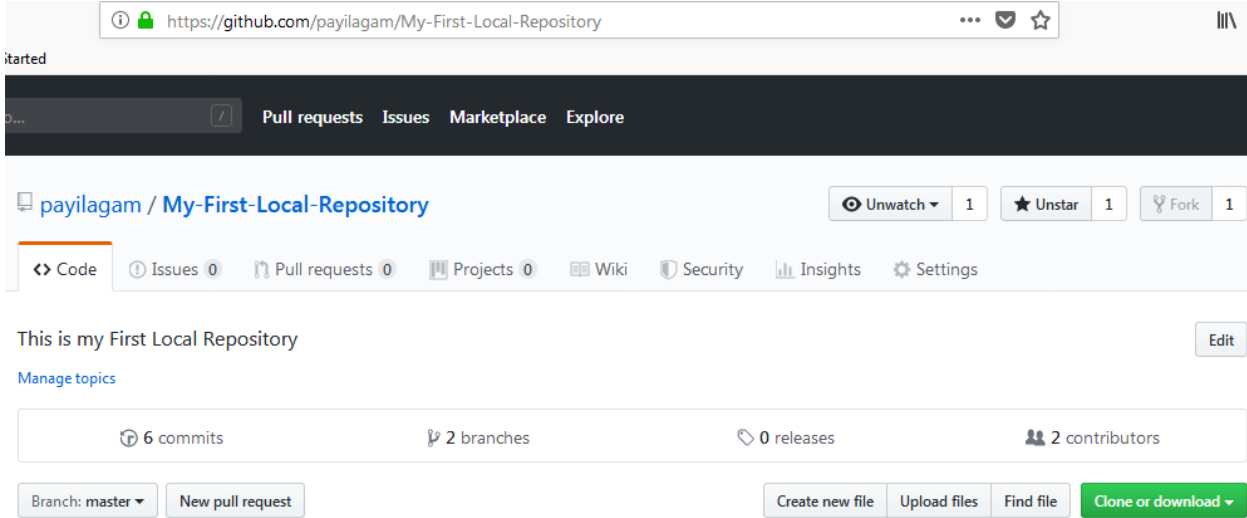 https://github.com/payilagam/My-First-Local-Repository
Started
/ Pull requests Issues Marketplace Explore
payilagam / My-First-Local-Repository Unwatch 1 Unstar 1 Fork 1
<> Code Issues 0 Pull requests 0 Projects 0 Wiki Security Insights Settings
This is my First Local Repository Edit
Manage topics
6 commits 2 branches 0 releases 2 contributors
Branch: master New pull request Create new file Upload files Find file Clone or download